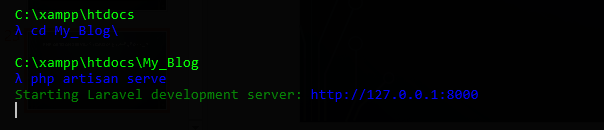 C:\xampp\htdocs
λ cd My_Blog\
C:\xampp\htdocs\My_Blog
λ php artisan serve
Starting Laravel development server: http://127.0.0.1:8000